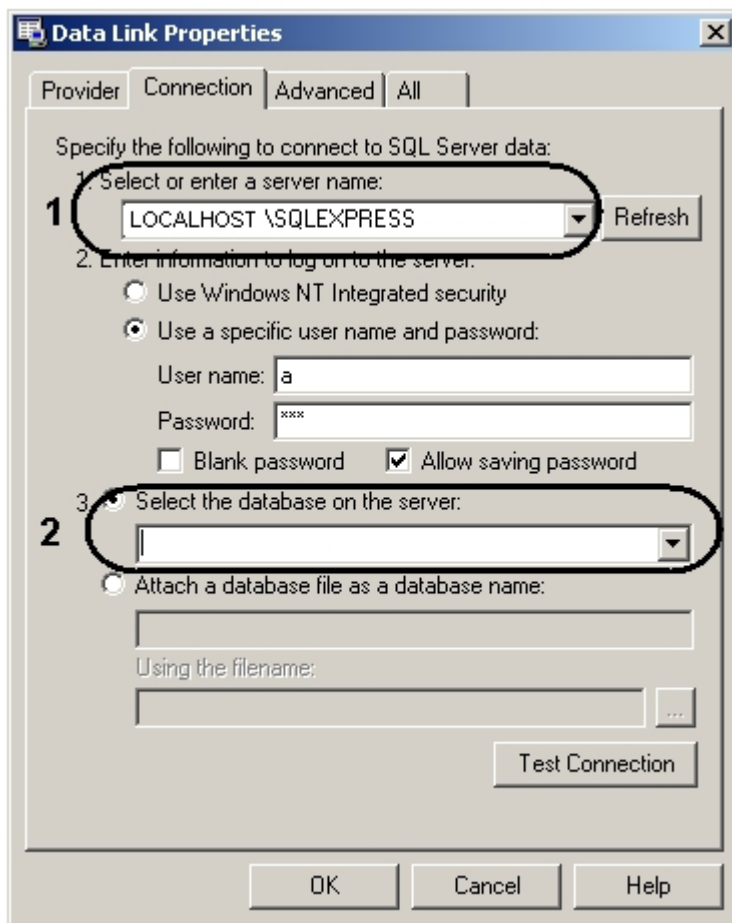 Data Link Properties
Provider Connection Advanced All
Specify the following to connect to SQL Server data:
1. Select or enter a server name:
1 LOCALHOST \SQLEXPRESS Refresh
2. Enter information to log on to the server:
Use Windows NT Integrated security
Use a specific user name and password:
User name: a
Password: ***
Blank password Allow saving password
3. Select the database on the server:
2
Attach a database file as a database name:
Using the filename:
...
Test Connection
OK Cancel Help